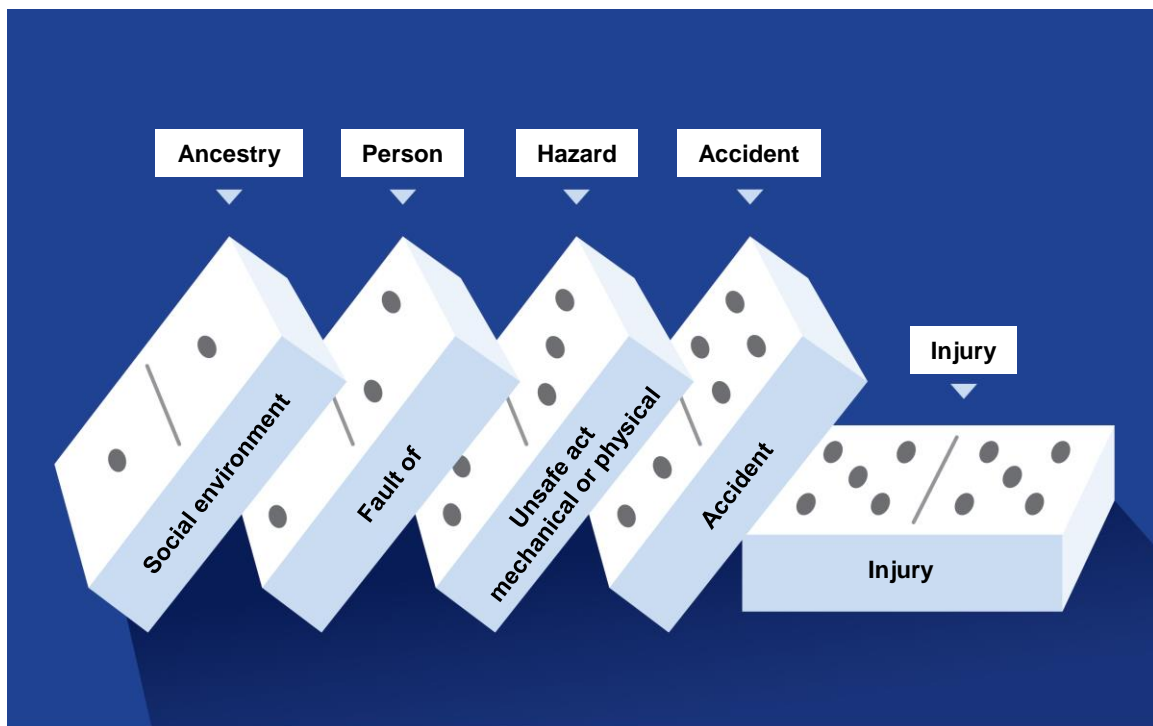 Ancestry
Person
Hazard
Accident
Injury
Social environment
Fault of
Unsafe act
mechanical or physical
Accident
Injury